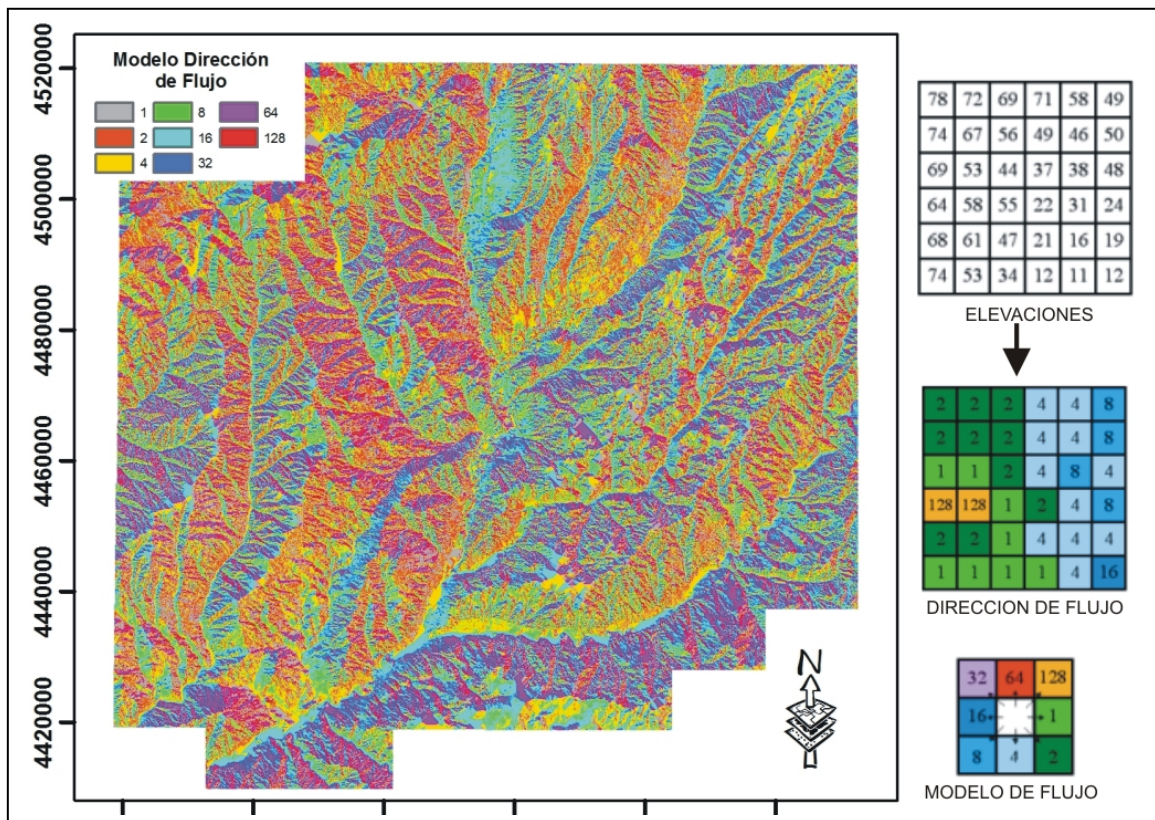 Modelo Dirección
de Flujo
1 8 64
2 16 128
4 32
4520000
4500000
4480000
4460000
4440000
4420000
N
78 72 69 71 58 49
74 67 56 49 46 50
69 53 44 37 38 48
64 58 55 22 31 24
68 61 47 21 16 19
74 53 34 12 11 12
ELEVACIONES
2 2 2 4 4 8
2 2 2 4 4 8
1 1 2 4 8 4
128 128 1 2 4 8
2 2 1 4 4 4
1 1 1 1 4 16
DIRECCION DE FLUJO
32 64 128
16 1
8 4 2
MODELO DE FLUJO